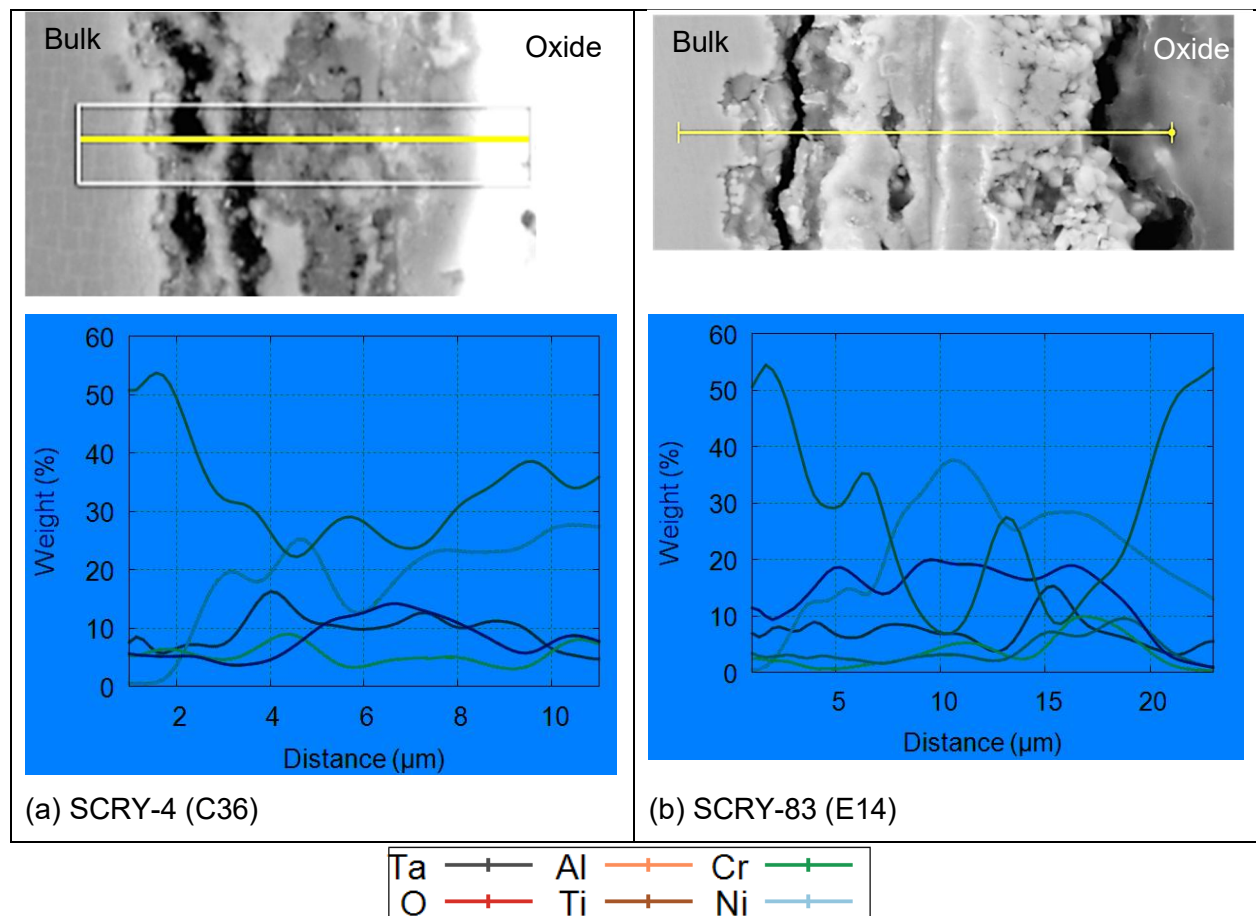 Bulk
Oxide
Bulk
Oxide
60
50
40
30
20
10
0
Weight (%)
2 4 6 8 10
Distance (µm)
60
50
40
30
20
10
0
Weight (%)
5 10 15 20
Distance (µm)
(a) SCRY-4 (C36)
(b) SCRY-83 (E14)
Ta Al Cr
O Ti Ni